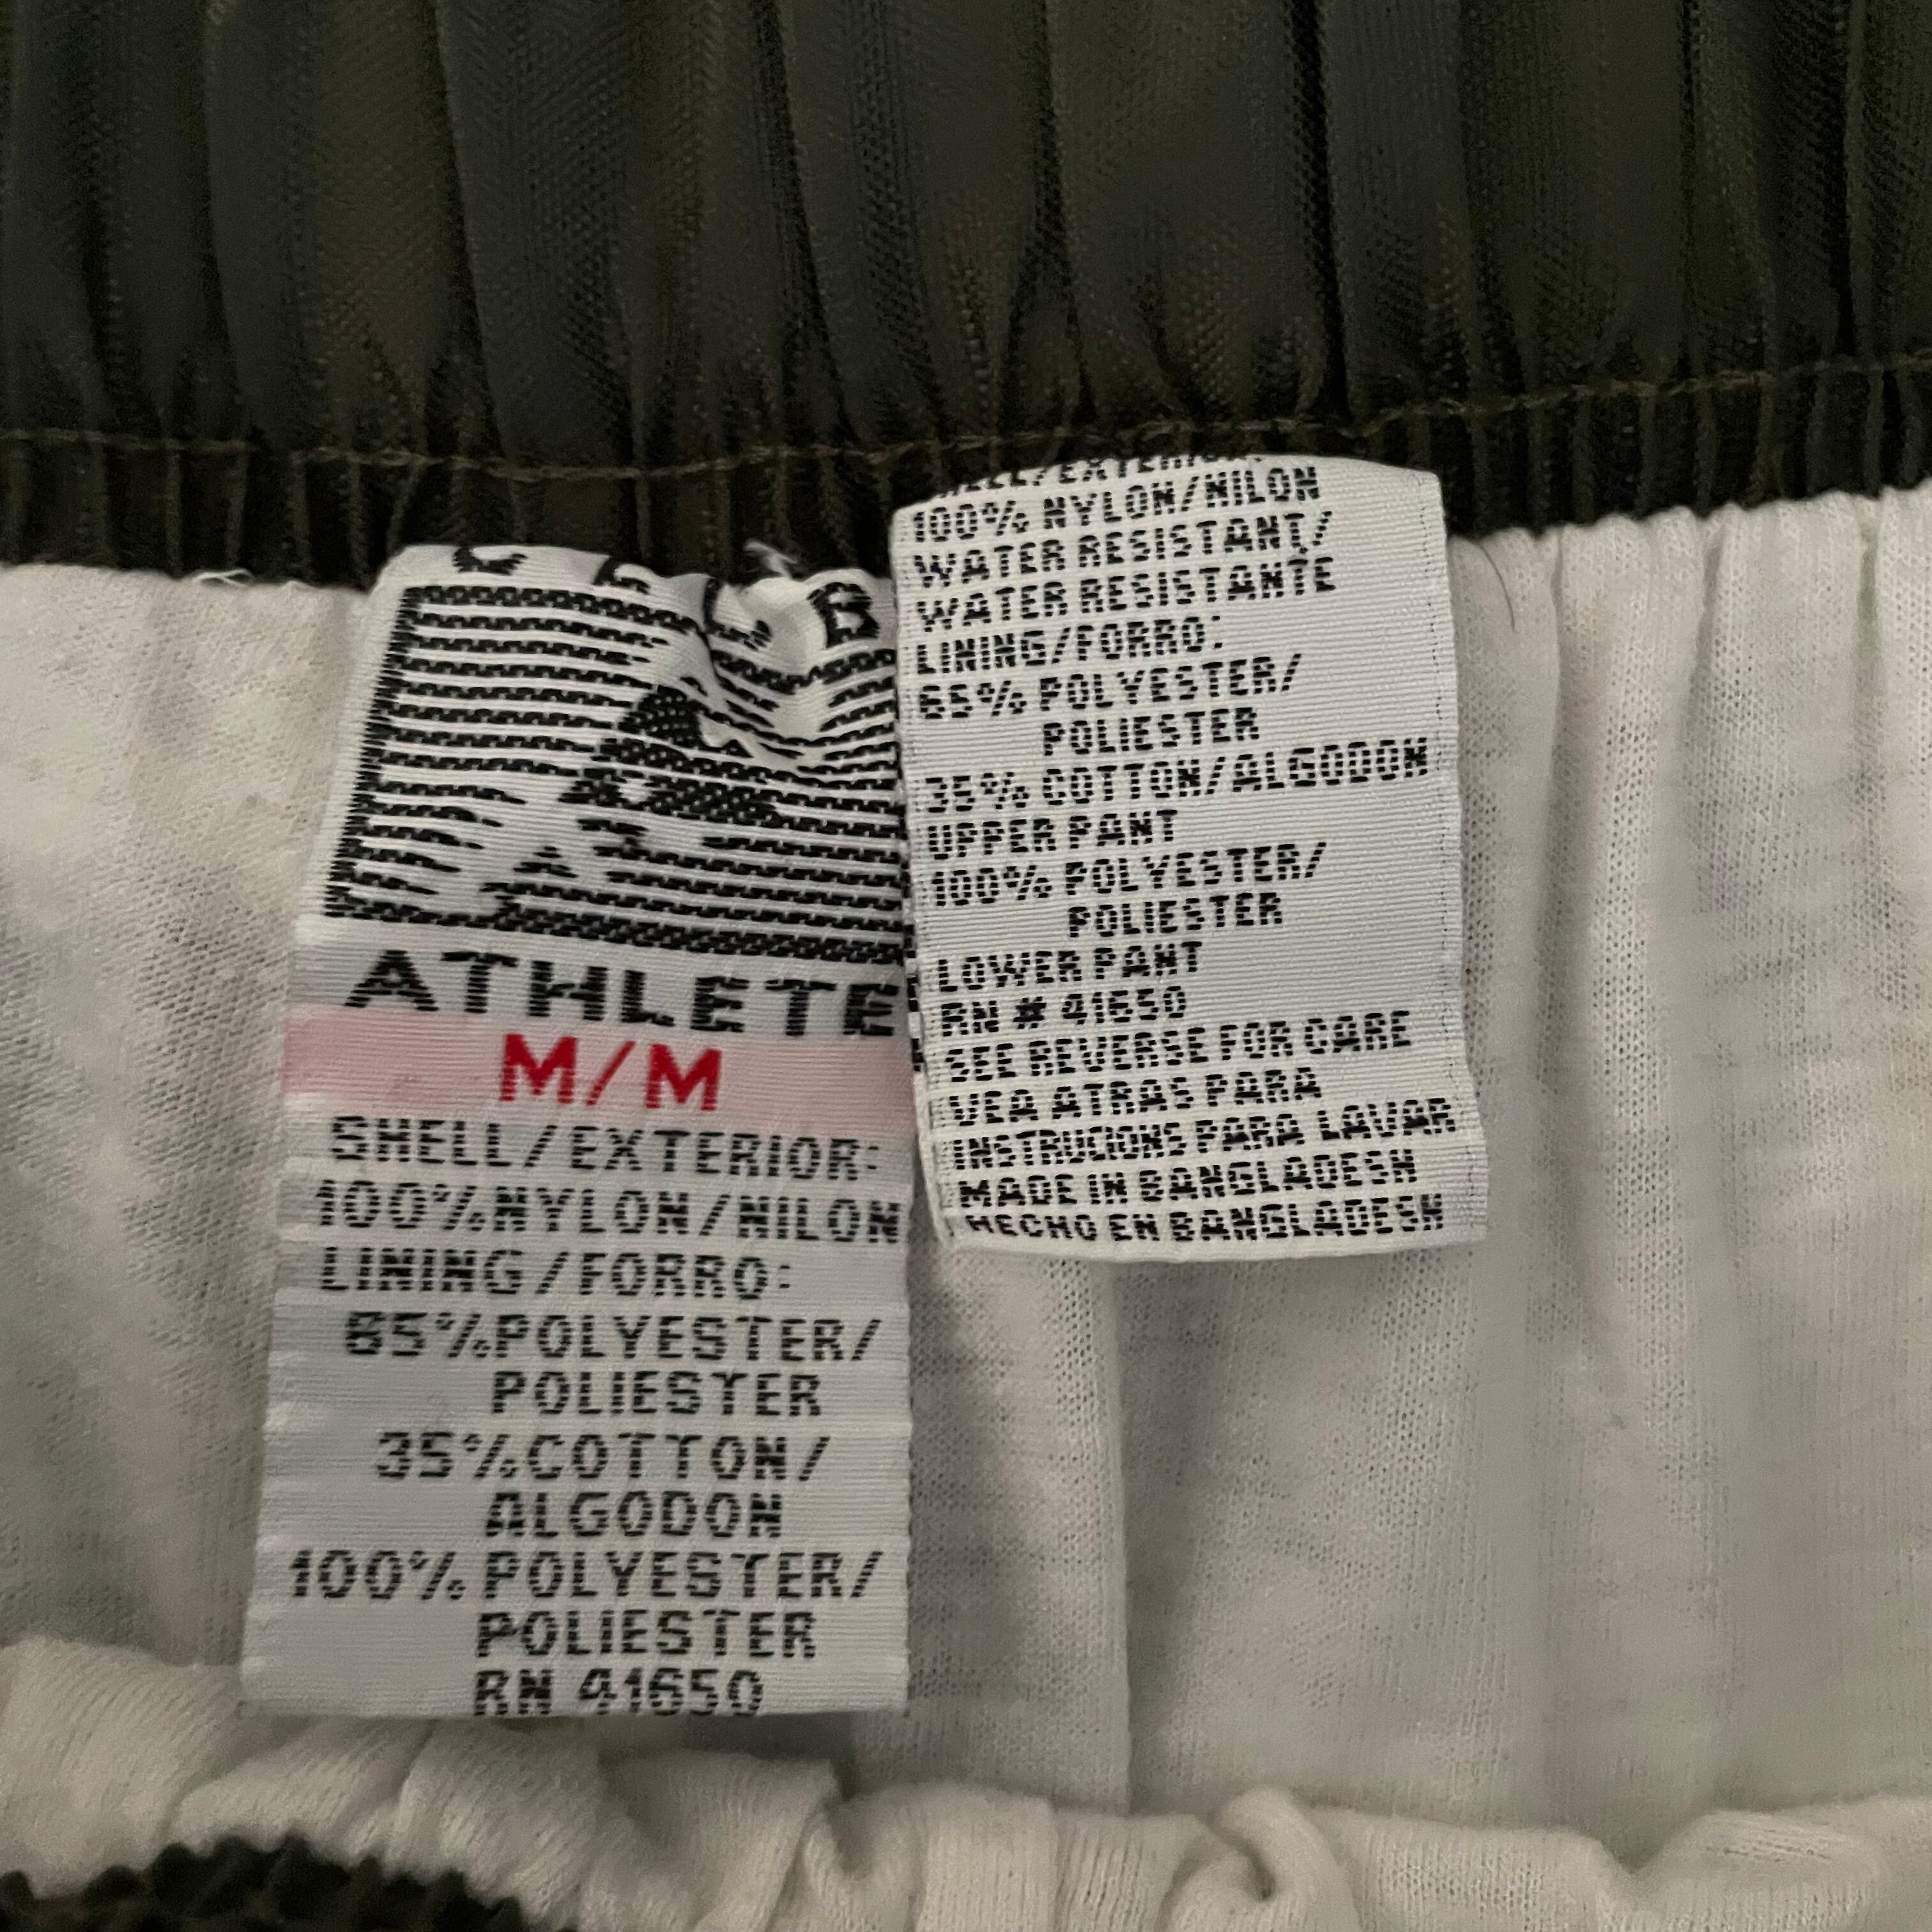 CLUB
ATHLETE
M/M
SHELL/EXTERIOR:
100%NYLON/NILON
LINING/FORRO:
65%POLYESTER/
POLIESTER
35%COTTON/
ALGODON
100%POLYESTER/
POLIESTER
RN 41650
SHELL/EXTERIOR:
100% NYLON/NILON
WATER RESISTANT/
WATER RESISTANTE
LINING/FORRO:
65% POLYESTER/
POLIESTER
35% COTTON/ALGODON
UPPER PANT
100% POLYESTER/
POLIESTER
LOWER PANT
RN # 41650
SEE REVERSE FOR CARE
VEA ATRAS PARA
INSTRUCIONS PARA LAVAR
MADE IN BANGLADESH
HECHO EN BANGLADESH